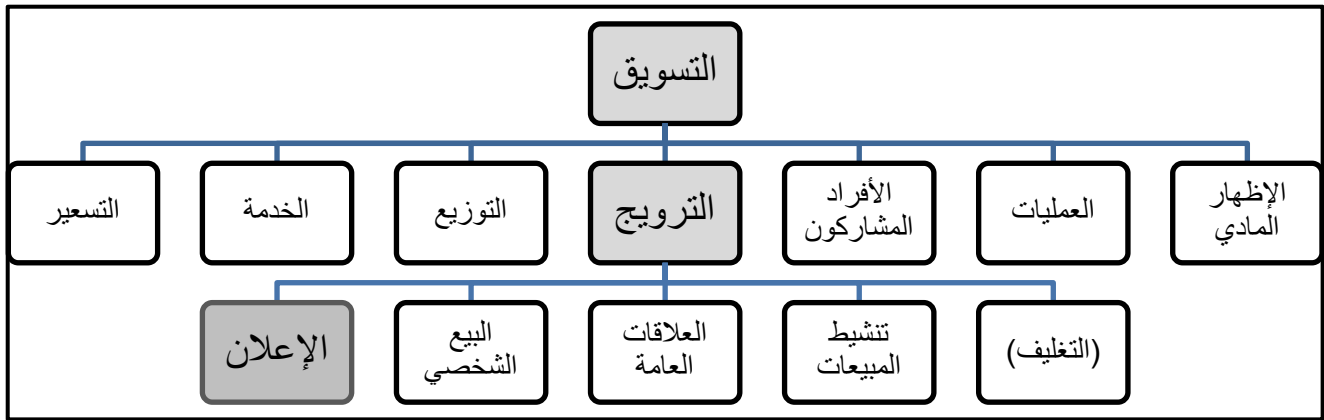 التسويق
الإظهار
المادي
العمليات
الأفراد
المشاركون
الترويج
التوزيع
الخدمة
التسعير
(التغليف)
تنشيط
المبيعات
العلاقات
العامة
البيع
الشخصي
الإعلان